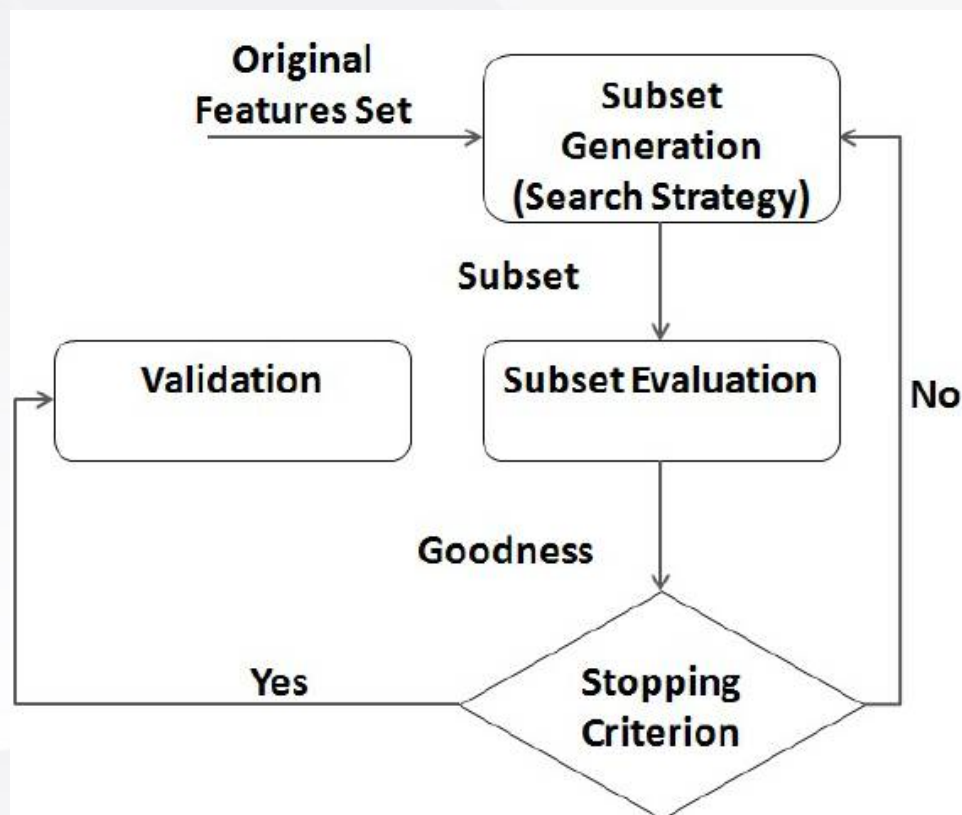 Original
Features Set
Subset
Generation
(Search Strategy)
Subset
Validation
Subset Evaluation
No
Goodness
Yes
Stopping
Criterion